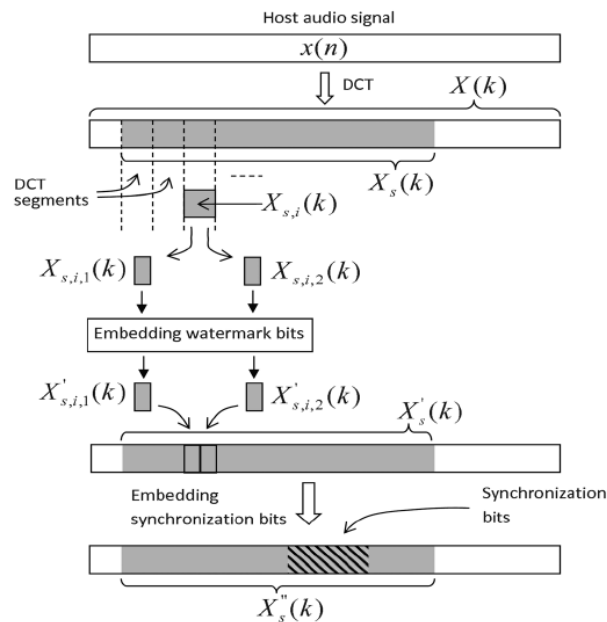 Host audio signal
x(n)
DCT
X(k)
X_s(k)
DCT
segments
X_{s,i}(k)
X_{s,i,1}(k)
X_{s,i,2}(k)
Embedding watermark bits
X'_{s,i,1}(k)
X'_{s,i,2}(k)
X'_s(k)
Embedding
synchronization bits
Synchronization
bits
X''_s(k)